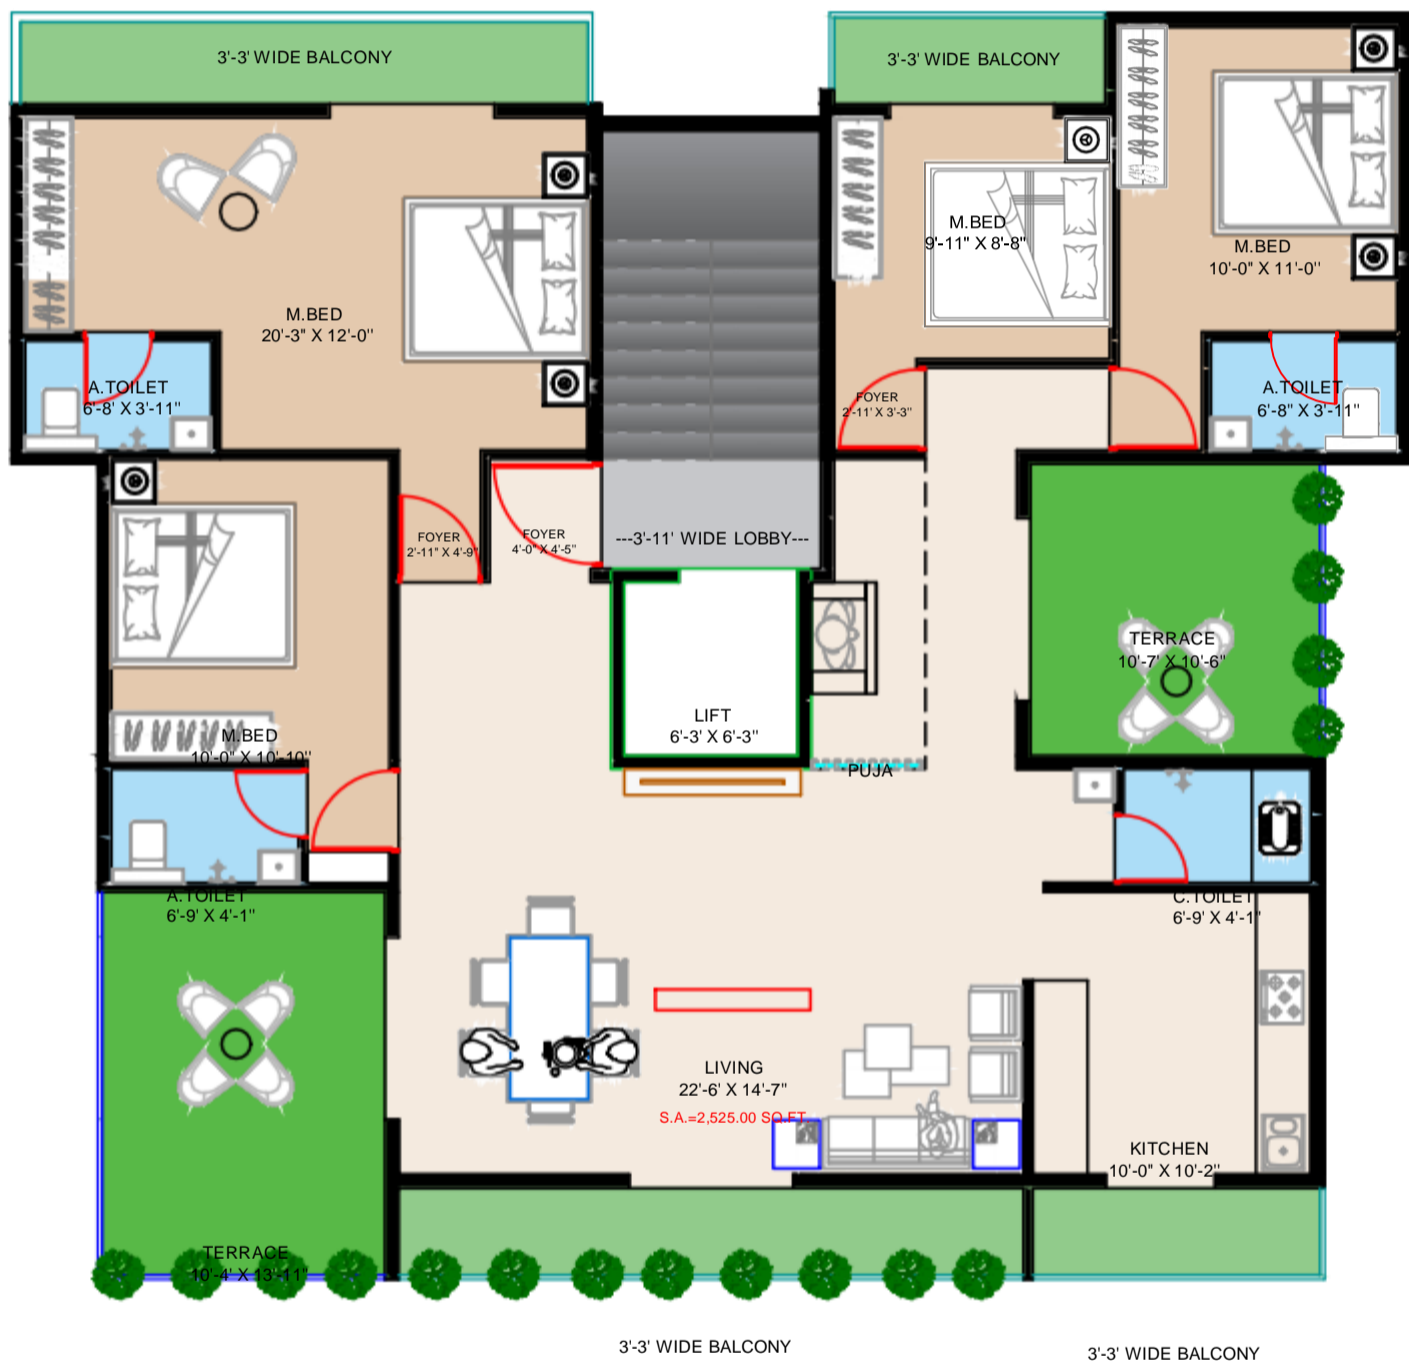 3'-3' WIDE BALCONY
3'-3' WIDE BALCONY
M.BED
9'-11" X 8'-8"
M.BED
10'-0" X 11'-0"
M.BED
20'-3" X 12'-0"
A.TOILET
6'-8' X 3'-11"
A.TOILET
6'-8" X 3'-11"
FOYER
2'-11' X 3'-3"
FOYER
2'-11" X 4'-9"
FOYER
4'-0" X 4'-5"
---3'-11' WIDE LOBBY---
TERRACE
10'-7' X 10'-6"
LIFT
6'-3' X 6'-3"
M.BED
10'-0" X 10'-10"
PUJA
A.TOILET
6'-9' X 4'-1"
C.TOILET
6'-9' X 4'-1"
LIVING
22'-6' X 14'-7"
S.A.=2,525.00 SQ.FT
KITCHEN
10'-0" X 10'-2"
TERRACE
10'-4' X 13'-11"
3'-3' WIDE BALCONY
3'-3' WIDE BALCONY